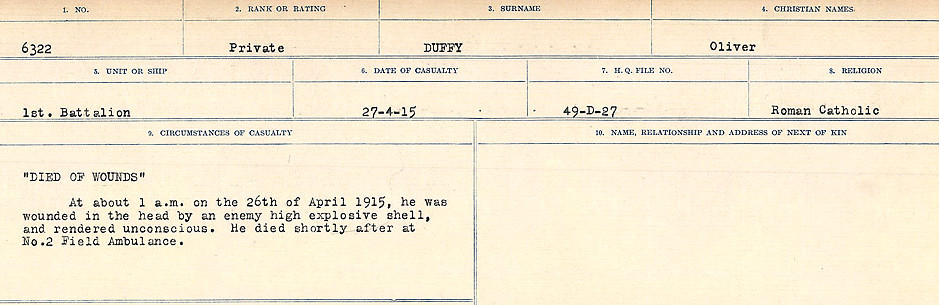 1. NO. 2. RANK OR RATING 3. SURNAME 4. CHRISTIAN NAMES
6322 Private DUFFY Oliver
5. UNIT OR SHIP 6. DATE OF CASUALTY 7. H. Q. FILE NO. 8. RELIGION
1st. Battalion 27-4-15 49-D-27 Roman Catholic
9. CIRCUMSTANCES OF CASUALTY 10. NAME, RELATIONSHIP AND ADDRESS OF NEXT OF KIN
"DIED OF WOUNDS"
At about 1 a.m. on the 26th of April 1915, he was
wounded in the head by an enemy high explosive shell,
and rendered unconscious. He died shortly after at
No.2 Field Ambulance.